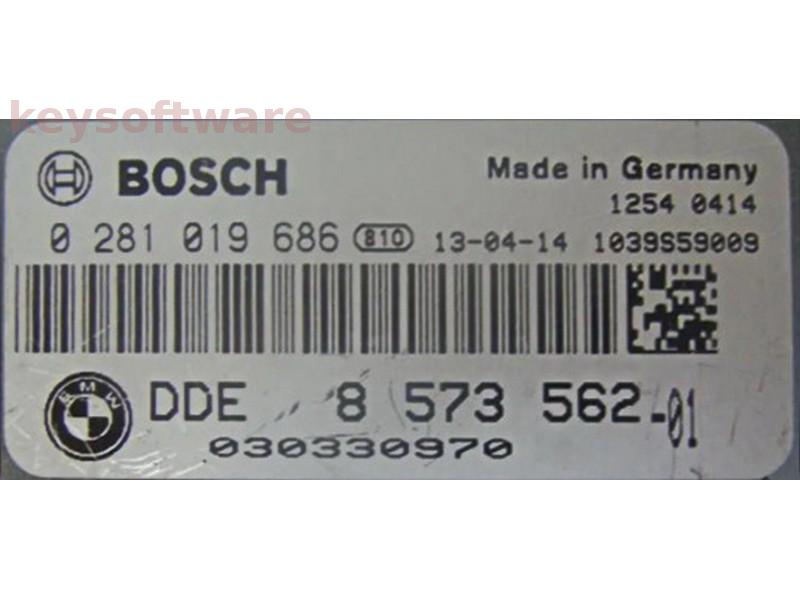 keysoftware
BOSCH Made in Germany
1254 0414
0 281 019 686 810 13-04-14 1039S59009
BMW DDE 8 573 562-01
030330970